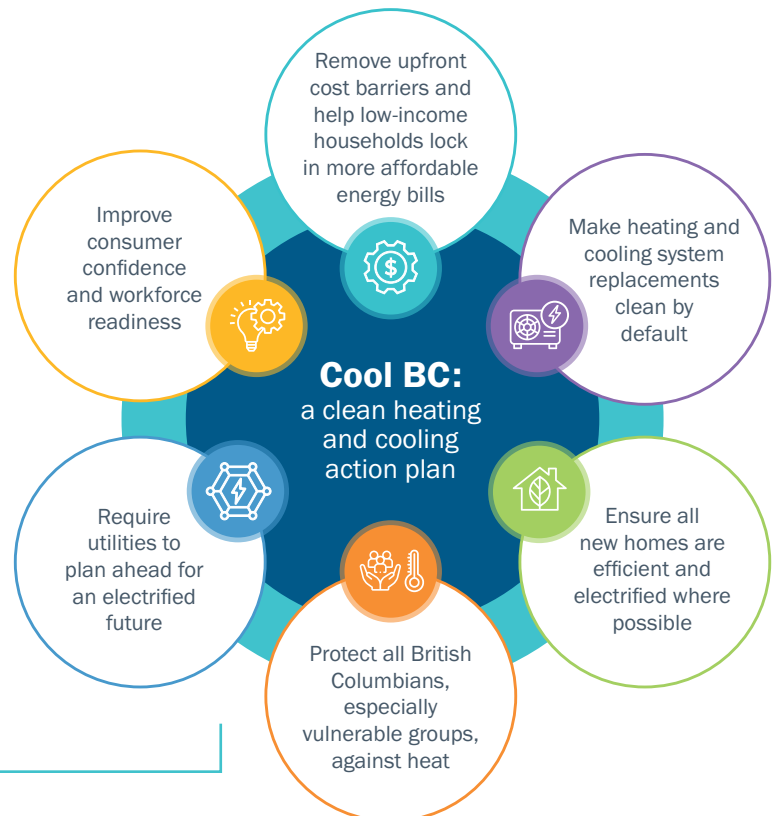 Remove upfront
cost barriers and
help low-income
households lock
in more affordable
energy bills
Improve
consumer
confidence
and workforce
readiness
Make heating and
cooling system
replacements
clean by
default
Cool BC:
a clean heating
and cooling
action plan
Require
utilities to
plan ahead for
an electrified
future
Ensure all
new homes are
efficient and
electrified where
possible
Protect all British
Columbians,
especially
vulnerable groups,
against heat
$